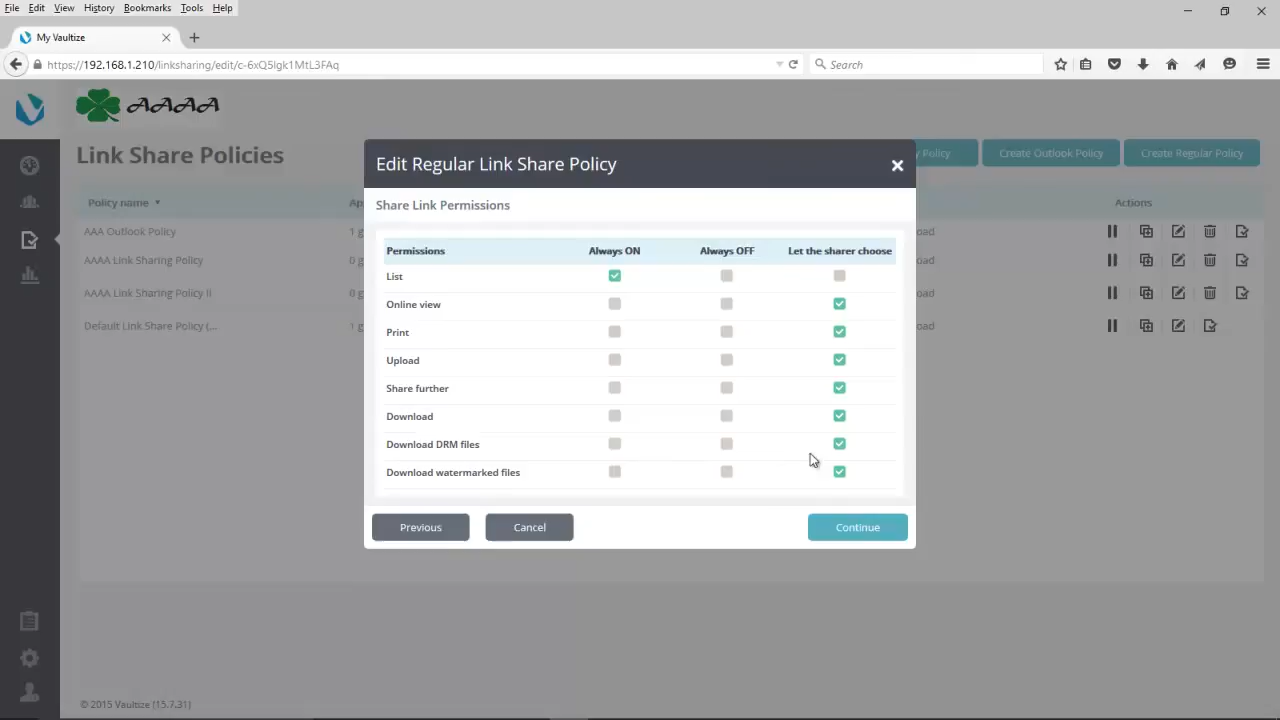 File Edit View History Bookmarks Tools Help
My Vaultize
https://192.168.1.210/linksharing/edit/c-6xQ5Igk1MtL3FAq
Search
AAAA
Link Share Policies
y Policy
Create Outlook Policy
Create Regular Policy
Policy name
Ap
Actions
AAA Outlook Policy
1 g
oad
AAAA Link Sharing Policy
0 g
oad
AAAA Link Sharing Policy II
0 g
oad
Default Link Share Policy (...
1 g
oad
Edit Regular Link Share Policy
Share Link Permissions
Permissions Always ON Always OFF Let the sharer choose
List
Online view
Print
Upload
Share further
Download
Download DRM files
Download watermarked files
Previous
Cancel
Continue
© 2015 Vaultize (15.7.31)